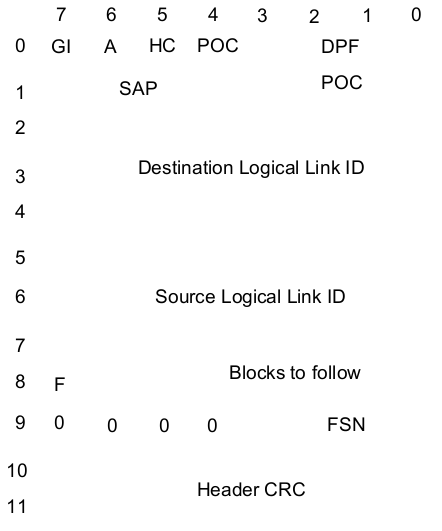 7 6 5 4 3 2 1 0
0 GI A HC POC DPF
1 SAP POC
2
3 Destination Logical Link ID
4
5
6 Source Logical Link ID
7
Blocks to follow
8 F
9 0 0 0 0 FSN
10
Header CRC
11